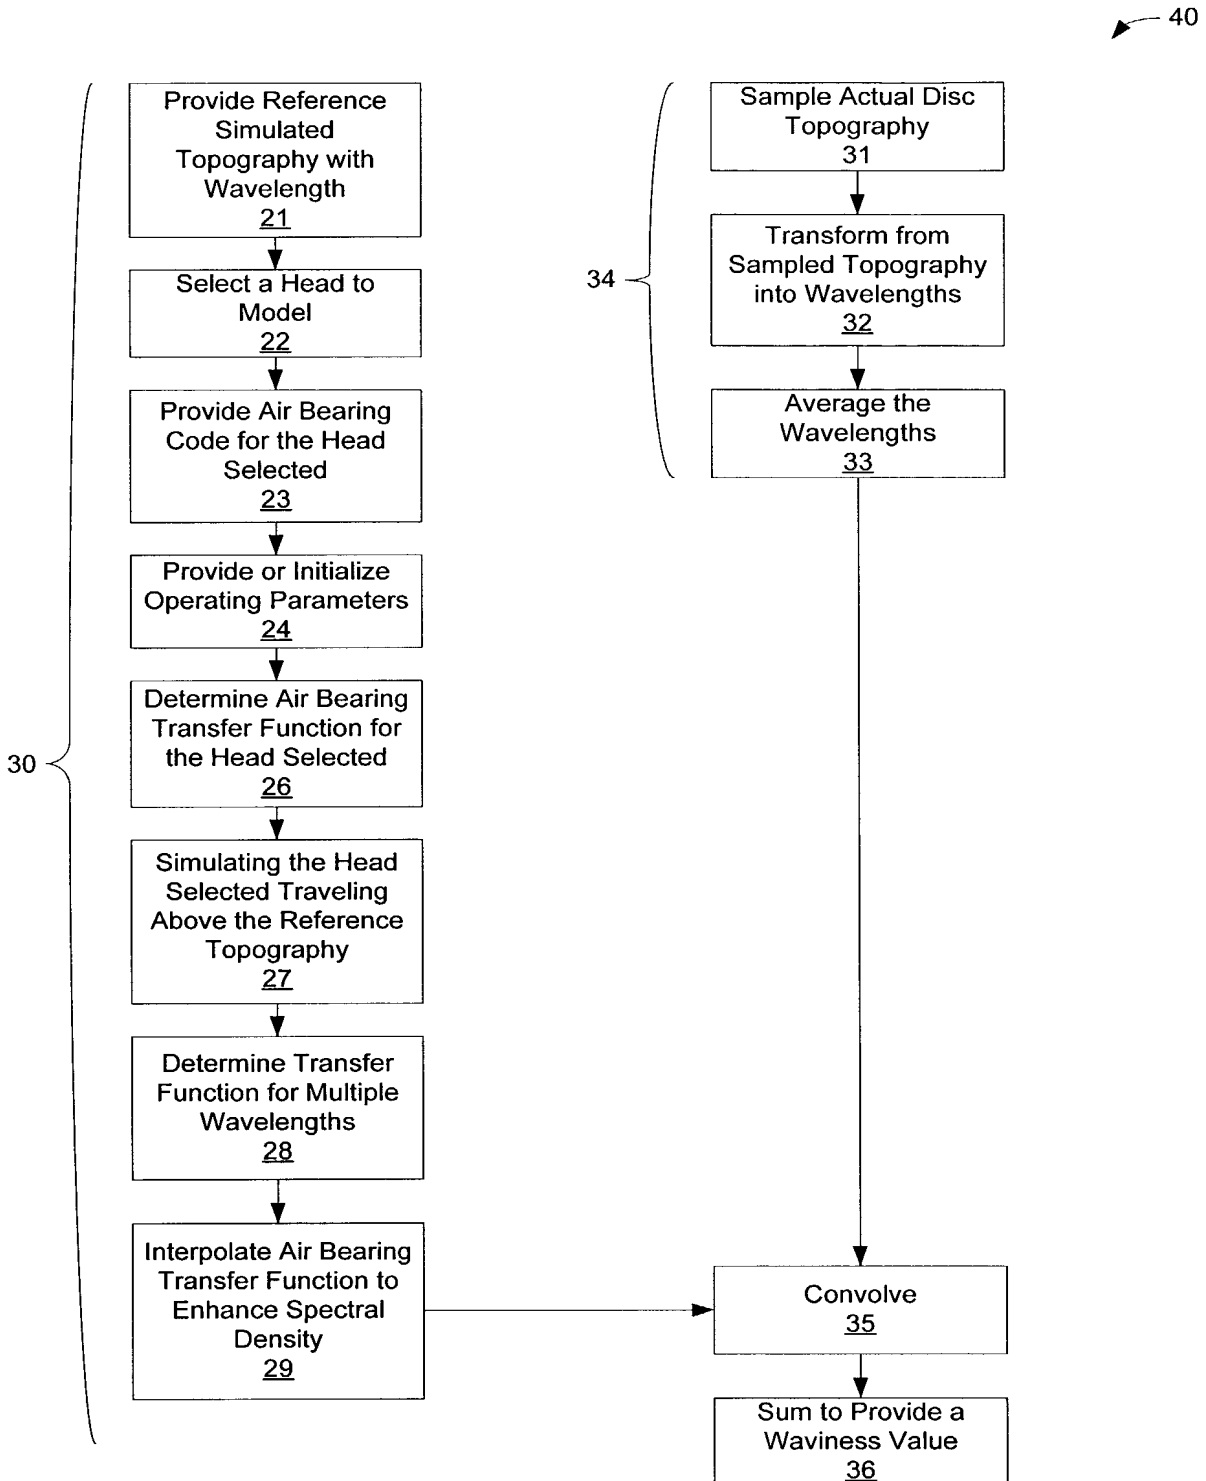 40
Provide Reference
Simulated
Topography with
Wavelength
21
Select a Head to
Model
22
Provide Air Bearing
Code for the Head
Selected
23
Provide or Initialize
Operating Parameters
24
Determine Air Bearing
Transfer Function for
the Head Selected
26
Simulating the Head
Selected Traveling
Above the Reference
Topography
27
Determine Transfer
Function for Multiple
Wavelengths
28
Interpolate Air Bearing
Transfer Function to
Enhance Spectral
Density
29
30
Sample Actual Disc
Topography
31
Transform from
Sampled Topography
into Wavelengths
32
Average the
Wavelengths
33
34
Convolve
35
Sum to Provide a
Waviness Value
36